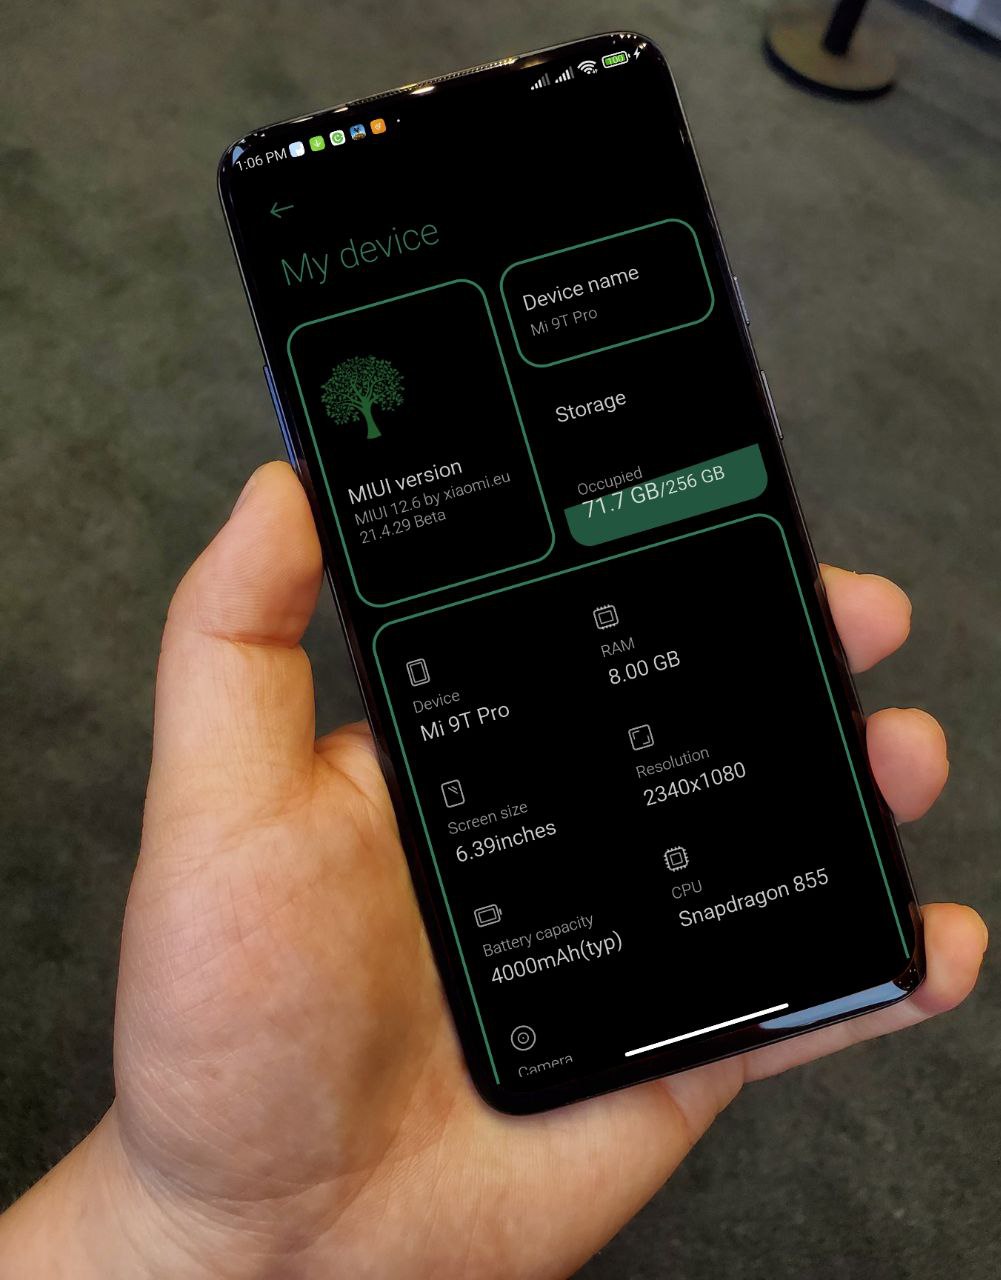 1:06 PM
100
My device
MIUI version
MIUI 12.6 by xiaomi.eu
21.4.29 Beta
Device name
Mi 9T Pro
Storage
Occupied
71.7 GB/256 GB
Device
Mi 9T Pro
RAM
8.00 GB
Screen size
6.39inches
Resolution
2340x1080
Battery capacity
4000mAh(typ)
CPU
Snapdragon 855
Camera